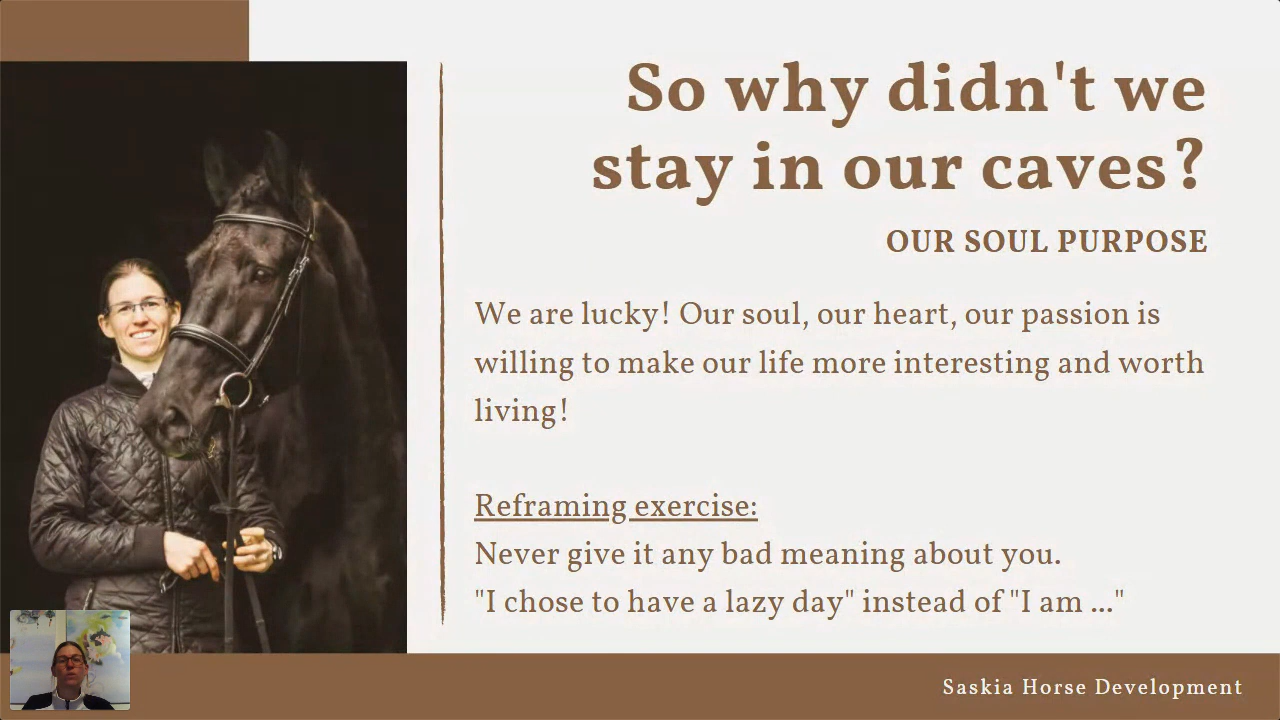 So why didn't we
stay in our caves?
OUR SOUL PURPOSE
We are lucky! Our soul, our heart, our passion is
willing to make our life more interesting and worth
living!
Reframing exercise:
Never give it any bad meaning about you.
"I chose to have a lazy day" instead of "I am ..."
Saskia Horse Development